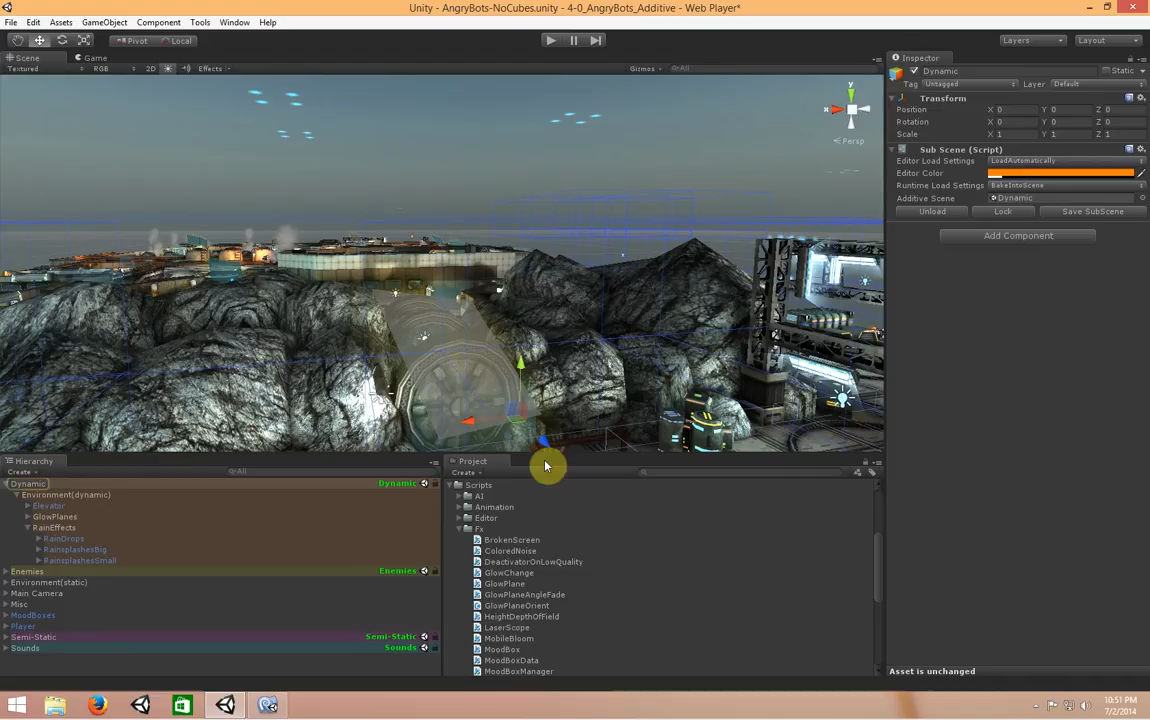 Unity - AngryBots-NoCubes.unity - 4-0_AngryBots_Additive - Web Player*
File Edit Assets GameObject Component Tools Window Help
Pivot Local Layers Layout
Scene Game
Textured RGB 2D Effects Gizmos All
y
x
Persp
Inspector
Dynamic Static
Tag Untagged Layer Default
Transform
Position X 0 Y 0 Z 0
Rotation X 0 Y 0 Z 0
Scale X 1 Y 1 Z 1
Sub Scene (Script)
Editor Load Settings LoadAutomatically
Editor Color
Runtime Load Settings BakeIntoScene
Additive Scene Dynamic
Unload Lock Save SubScene
Add Component
Asset is unchanged
Hierarchy
Create All
Dynamic Dynamic
Environment(dynamic)
Elevator
GlowPlanes
RainEffects
RainDrops
RainsplashesBig
RainsplashesSmall
Enemies Enemies
Environment(static)
Main Camera
Misc
MoodBoxes
Player
Semi-Static Semi-Static
Sounds Sounds
Project
Create
Scripts
AI
Animation
Editor
Fx
BrokenScreen
ColoredNoise
DeactivatorOnLowQuality
GlowChange
GlowPlane
GlowPlaneAngleFade
GlowPlaneOrient
HeightDepthOfField
LaserScope
MobileBloom
MoodBox
MoodBoxData
MoodBoxManager
10:51 PM
7/2/2014